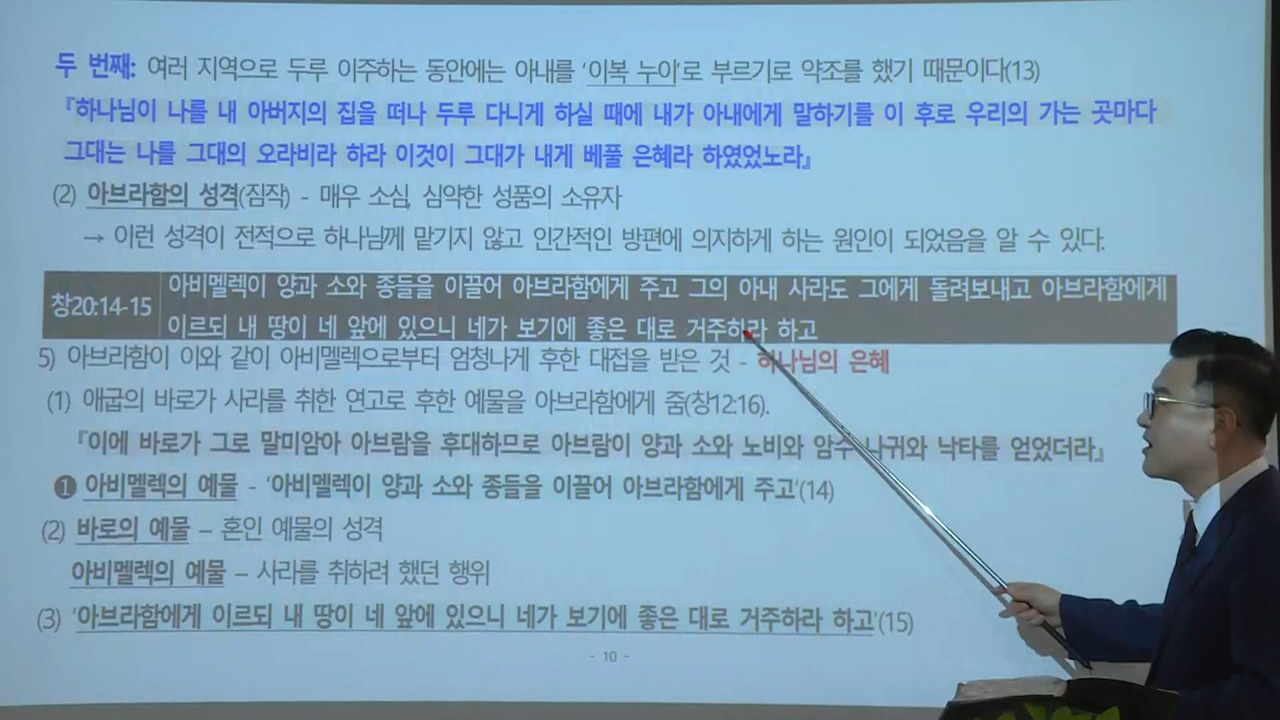 두 번째: 여러 지역으로 두루 이주하는 동안에는 아내를 '이복 누이'로 부르기로 약조를 했기 때문이다(13)
『하나님이 나를 내 아버지의 집을 떠나 두루 다니게 하실 때에 내가 아내에게 말하기를 이 후로 우리의 가는 곳마다
그대는 나를 그대의 오라비라 하라 이것이 그대가 내게 베풀 은혜라 하였었노라』
(2) 아브라함의 성격(짐작) - 매우 소심, 심약한 성품의 소유자
→ 이런 성격이 전적으로 하나님께 맡기지 않고 인간적인 방편에 의지하게 하는 원인이 되었음을 알 수 있다.
창20:14-15
아비멜렉이 양과 소와 종들을 이끌어 아브라함에게 주고 그의 아내 사라도 그에게 돌려보내고 아브라함에게
이르되 내 땅이 네 앞에 있으니 네가 보기에 좋은 대로 거주하라 하고
5) 아브라함이 이와 같이 아비멜렉으로부터 엄청나게 후한 대접을 받은 것 - 하나님의 은혜
(1) 애굽의 바로가 사라를 취한 연고로 후한 예물을 아브라함에게 줌(창12:16).
『이에 바로가 그로 말미암아 아브람을 후대하므로 아브람이 양과 소와 노비와 암수 나귀와 낙타를 얻었더라』
❶ 아비멜렉의 예물 - '아비멜렉이 양과 소와 종들을 이끌어 아브라함에게 주고'(14)
(2) 바로의 예물 – 혼인 예물의 성격
아비멜렉의 예물 – 사라를 취하려 했던 행위
(3) '아브라함에게 이르되 내 땅이 네 앞에 있으니 네가 보기에 좋은 대로 거주하라 하고'(15)
- 10 -